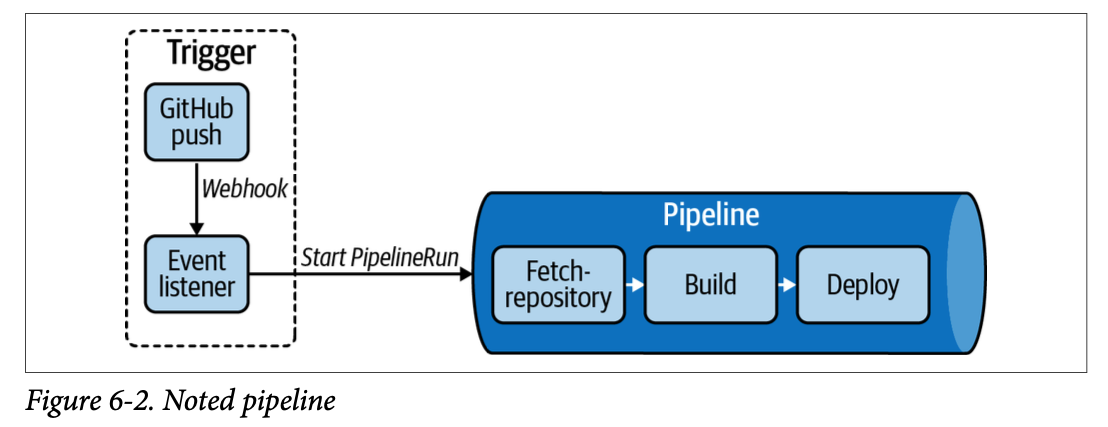 Trigger
GitHub
push
Webhook
Event
listener
Start PipelineRun
Pipeline
Fetch-
repository
Build
Deploy
Figure 6-2. Noted pipeline